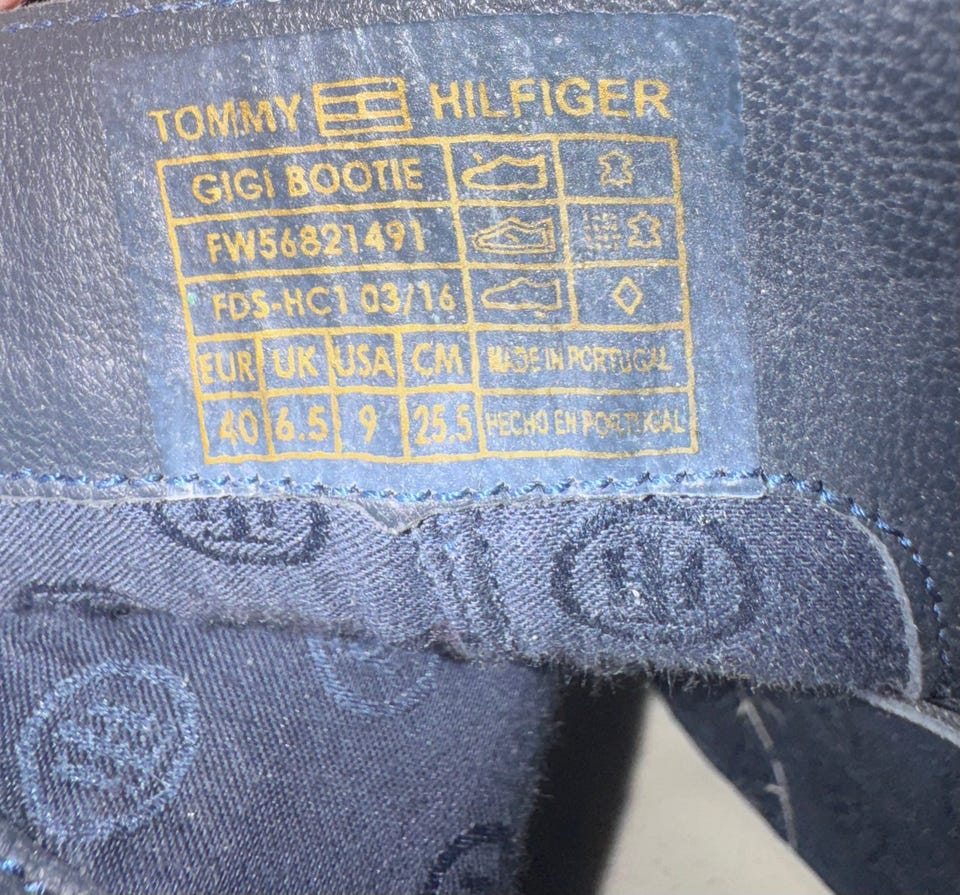 TOMMY HILFIGER
GIGI BOOTIE
FW56821491
FDS-HC1 03/16
EUR UK USA CM MADE IN PORTUGAL
40 6.5 9 25.5 HECHO EN PORTUGAL